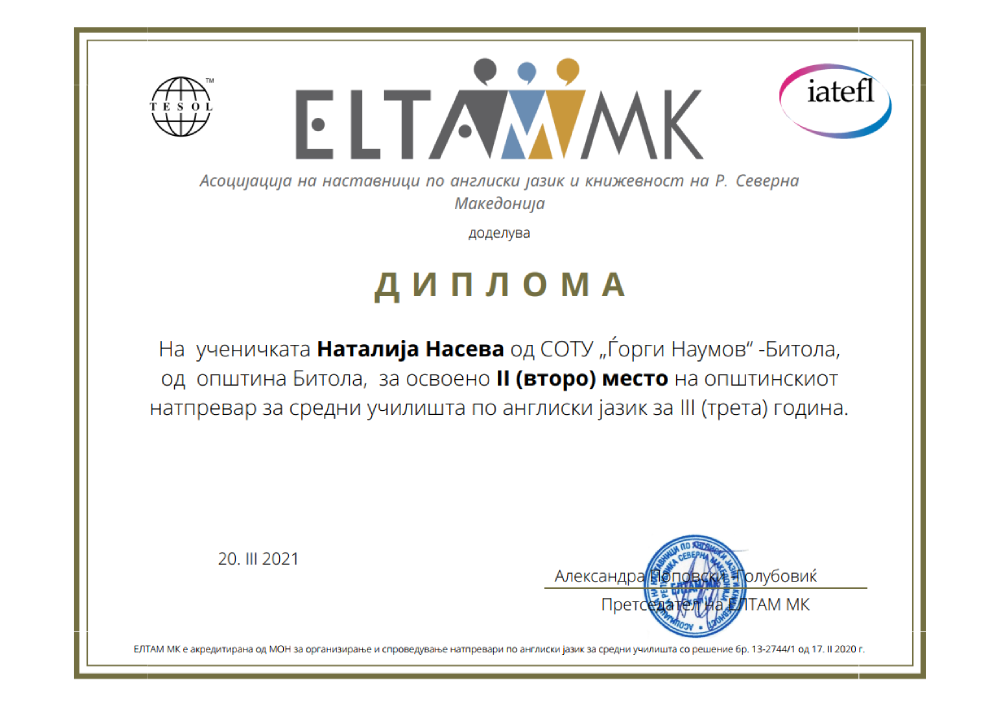 TESOL
TM
ELTAM MK
iatefl
Асоцијација на наставници по англиски јазик и книжевност на Р. Северна
Македонија
доделува
ДИПЛОМА
На ученичката Наталија Насева од СОТУ „Ѓорги Наумов“ -Битола,
од општина Битола, за освоено II (второ) место на општинскиот
натпревар за средни училишта по англиски јазик за III (трета) година.
20. III 2021
Александра Поповски Голубовиќ
Претседател на ЕЛТАМ МК
ЕЛТАМ МК е акредитирана од МОН за организирање и спроведување натпревари по англиски јазик за средни училишта со решение бр. 13-2744/1 од 17. II 2020 г.